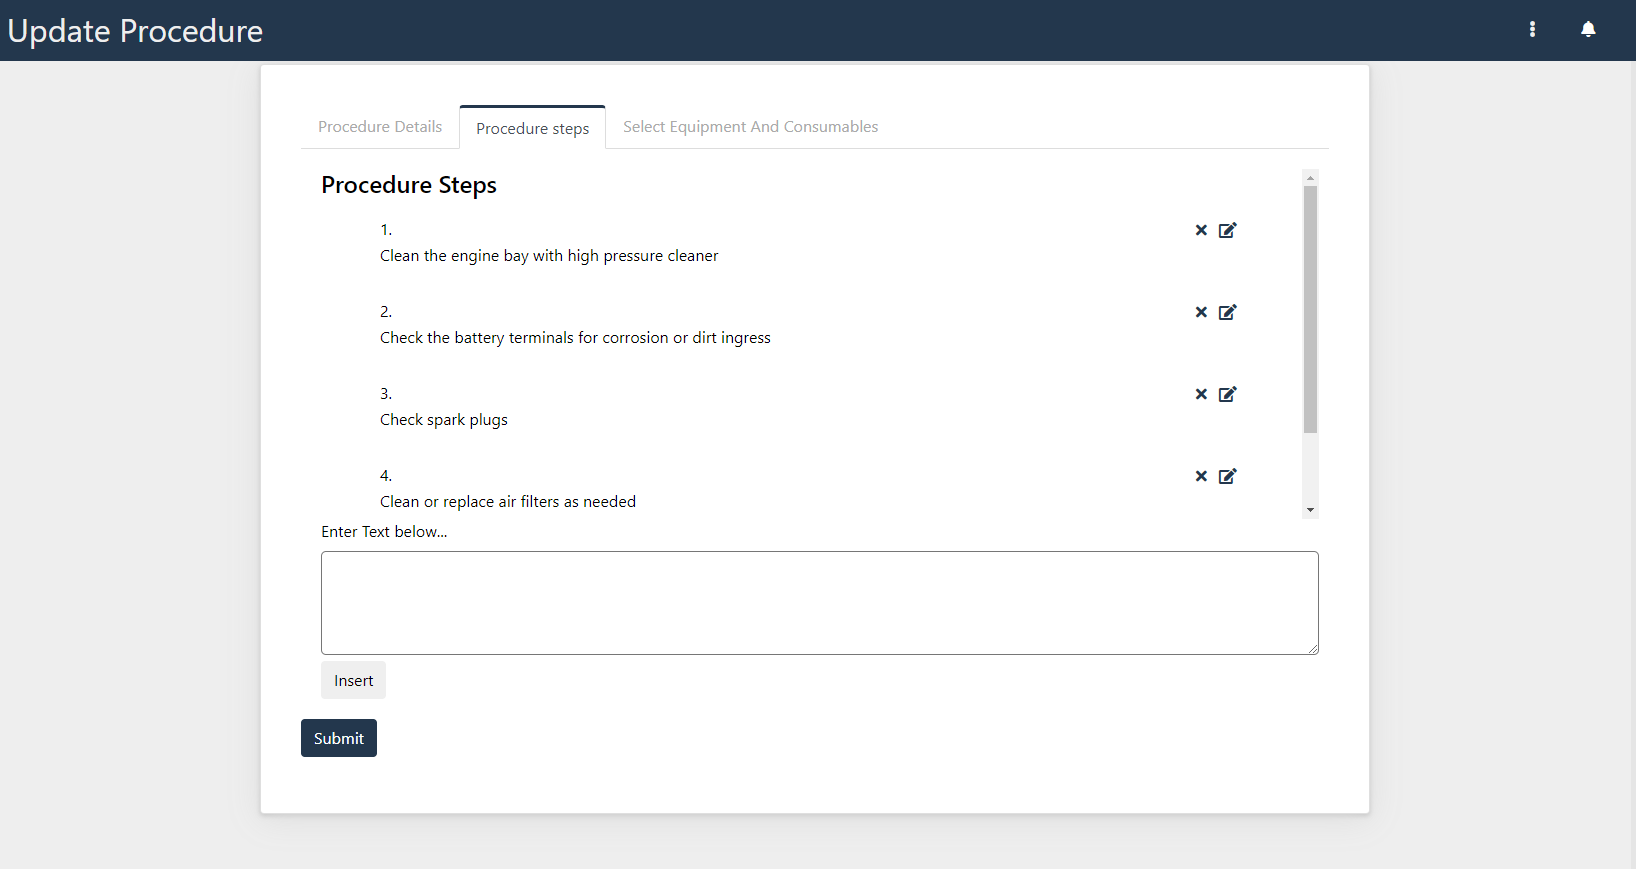 Update Procedure
Procedure Details
Procedure steps
Select Equipment And Consumables
Procedure Steps
1.
Clean the engine bay with high pressure cleaner
2.
Check the battery terminals for corrosion or dirt ingress
3.
Check spark plugs
4.
Clean or replace air filters as needed
Enter Text below...
Insert
Submit